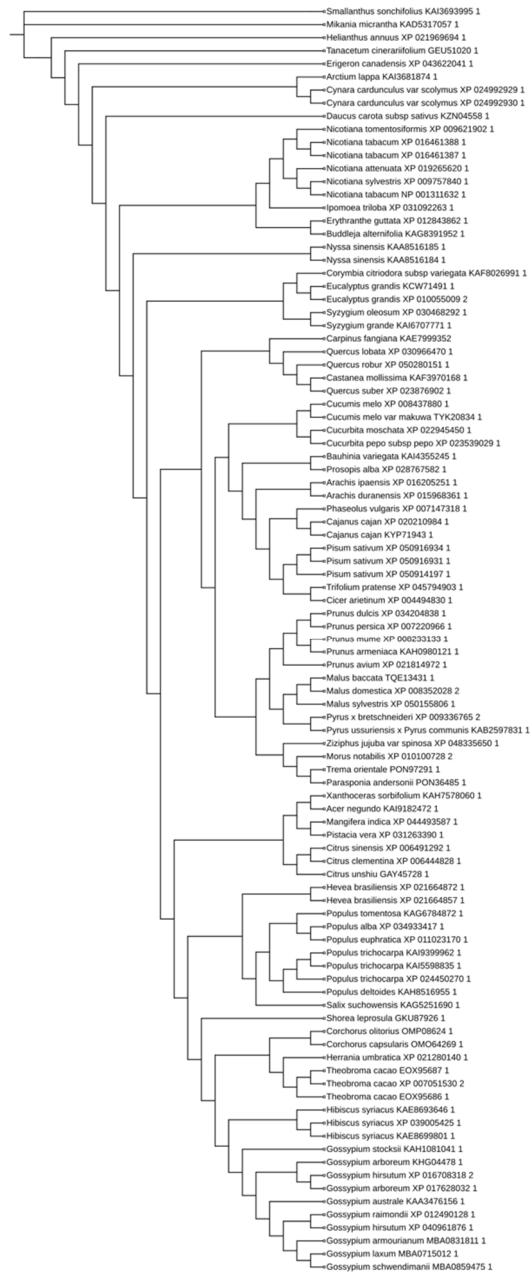 Smallanthus sonchifolius KAI3693995 1
Mikania micrantha KAD5317057 1
Helianthus annuus XP 021969694 1
Tanacetum cinerariifolium GEU51020 1
Erigeron canadensis XP 043622041 1
Arctium lappa KAI3681874 1
Cynara cardunculus var scolymus XP 024992929 1
Cynara cardunculus var scolymus XP 024992930 1
Daucus carota subsp sativus KZN04558 1
Nicotiana tomentosiformis XP 009621902 1
Nicotiana tabacum XP 016461388 1
Nicotiana tabacum XP 016461387 1
Nicotiana attenuata XP 019265620 1
Nicotiana sylvestris XP 009757840 1
Nicotiana tabacum NP 001311632 1
Ipomoea triloba XP 031092263 1
Erythranthe guttata XP 012843862 1
Buddleja alternifolia KAG8391952 1
Nyssa sinensis KAA8516185 1
Nyssa sinensis KAA8516184 1
Corymbia citriodora subsp variegata KAF8026991 1
Eucalyptus grandis KCW71491 1
Eucalyptus grandis XP 010055009 2
Syzygium oleosum XP 030468292 1
Syzygium grande KAI6707771 1
Carpinus fangiana KAE7999352
Quercus lobata XP 030966470 1
Quercus robur XP 050280151 1
Castanea mollissima KAF3970168 1
Quercus suber XP 023876902 1
Cucumis melo XP 008437880 1
Cucumis melo var makuwa TYK20834 1
Cucurbita moschata XP 022945450 1
Cucurbita pepo subsp pepo XP 023539029 1
Bauhinia variegata KAI4355245 1
Prosopis alba XP 028767582 1
Arachis ipaensis XP 016205251 1
Arachis duranensis XP 015968361 1
Phaseolus vulgaris XP 007147318 1
Cajanus cajan XP 020210984 1
Cajanus cajan KYP71943 1
Pisum sativum XP 050916934 1
Pisum sativum XP 050916931 1
Pisum sativum XP 050914197 1
Trifolium pratense XP 045794903 1
Cicer arietinum XP 004494830 1
Prunus dulcis XP 034204838 1
Prunus persica XP 007220966 1
Prunus mume XP 008233133 1
Prunus armeniaca KAH0980121 1
Prunus avium XP 021814972 1
Malus baccata TQE13431 1
Malus domestica XP 008352028 2
Malus sylvestris XP 050155806 1
Pyrus x bretschneideri XP 009336765 2
Pyrus ussuriensis x Pyrus communis KAB2597831 1
Ziziphus jujuba var spinosa XP 048335650 1
Morus notabilis XP 010100728 2
Trema orientale PON97291 1
Parasponia andersonii PON36485 1
Xanthoceras sorbifolium KAH7578060 1
Acer negundo KAI9182472 1
Mangifera indica XP 044493587 1
Pistacia vera XP 031263390 1
Citrus sinensis XP 006491292 1
Citrus clementina XP 006444828 1
Citrus unshiu GAY45728 1
Hevea brasiliensis XP 021664872 1
Hevea brasiliensis XP 021664857 1
Populus tomentosa KAG6784872 1
Populus alba XP 034933417 1
Populus euphratica XP 011023170 1
Populus trichocarpa KAI9399962 1
Populus trichocarpa KAI5598835 1
Populus trichocarpa XP 024450270 1
Populus deltoides KAH8516955 1
Salix suchowensis KAG5251690 1
Shorea leprosula GKU87926 1
Corchorus olitorius OMP08624 1
Corchorus capsularis OMO64269 1
Herrania umbratica XP 021280140 1
Theobroma cacao EOX95687 1
Theobroma cacao XP 007051530 2
Theobroma cacao EOX95686 1
Hibiscus syriacus KAE8693646 1
Hibiscus syriacus XP 039005425 1
Hibiscus syriacus KAE8699801 1
Gossypium stocksii KAH1081041 1
Gossypium arboreum KHG04478 1
Gossypium hirsutum XP 016708318 2
Gossypium arboreum XP 017628032 1
Gossypium australe KAA3476156 1
Gossypium raimondii XP 012490128 1
Gossypium hirsutum XP 040961876 1
Gossypium armourianum MBA0831811 1
Gossypium laxum MBA0715012 1
Gossypium schwendimanii MBA0859475 1